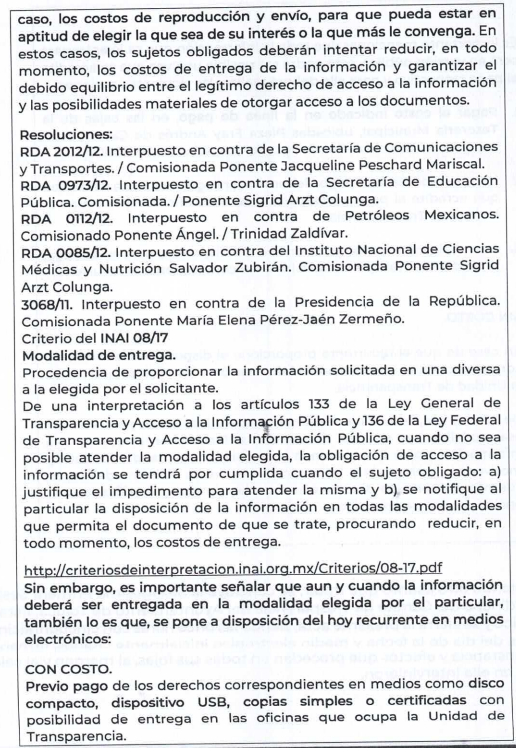 caso, los costos de reproducción y envío, para que pueda estar en
aptitud de elegir la que sea de su interés o la que más le convenga. En
estos casos, los sujetos obligados deberán intentar reducir, en todo
momento, los costos de entrega de la información y garantizar el
debido equilibrio entre el legítimo derecho de acceso a la información
y las posibilidades materiales de otorgar acceso a los documentos.
Resoluciones:
RDA 2012/12. Interpuesto en contra de la Secretaría de Comunicaciones
y Transportes. / Comisionada Ponente Jacqueline Peschard Mariscal.
RDA 0973/12. Interpuesto en contra de la Secretaría de Educación
Pública. Comisionada. / Ponente Sigrid Arzt Colunga.
RDA 0112/12. Interpuesto en contra de Petróleos Mexicanos.
Comisionado Ponente Ángel. / Trinidad Zaldívar.
RDA 0085/12. Interpuesto en contra del Instituto Nacional de Ciencias
Médicas y Nutrición Salvador Zubirán. Comisionada Ponente Sigrid
Arzt Colunga.
3068/11. Interpuesto en contra de la Presidencia de la República.
Comisionada Ponente María Elena Pérez-Jaén Zermeño.
Criterio del INAI 08/17
Modalidad de entrega.
Procedencia de proporcionar la información solicitada en una diversa
a la elegida por el solicitante.
De una interpretación a los artículos 133 de la Ley General de
Transparencia y Acceso a la Información Pública y 136 de la Ley Federal
de Transparencia y Acceso a la Información Pública, cuando no sea
posible atender la modalidad elegida, la obligación de acceso a la
información se tendrá por cumplida cuando el sujeto obligado: a)
justifique el impedimento para atender la misma y b) se notifique al
particular la disposición de la información en todas las modalidades
que permita el documento de que se trate, procurando reducir, en
todo momento, los costos de entrega.
http://criteriosdeinterpretacion.inai.org.mx/Criterios/08-17.pdf
Sin embargo, es importante señalar que aun y cuando la información
deberá ser entregada en la modalidad elegida por el particular,
también lo es que, se pone a disposición del hoy recurrente en medios
electrónicos:
CON COSTO.
Previo pago de los derechos correspondientes en medios como disco
compacto, dispositivo USB, copias simples o certificadas con
posibilidad de entrega en las oficinas que ocupa la Unidad de
Transparencia.